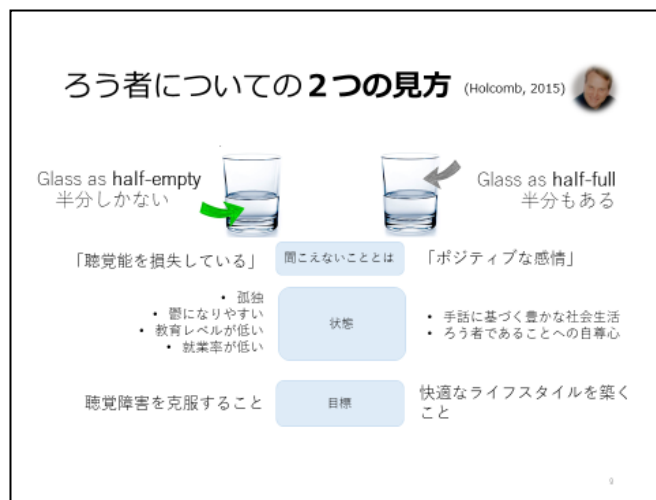 ろう者についての２つの見方 (Holcomb, 2015)
Glass as half-empty
半分しかない
Glass as half-full
半分もある
「聴覚能を損失している」
聞こえないこととは
「ポジティブな感情」
• 孤独
• 鬱になりやすい
• 教育レベルが低い
• 就業率が低い
状態
• 手話に基づく豊かな社会生活
• ろう者であることへの自尊心
聴覚障害を克服すること
目標
快適なライフスタイルを築く
こと
9